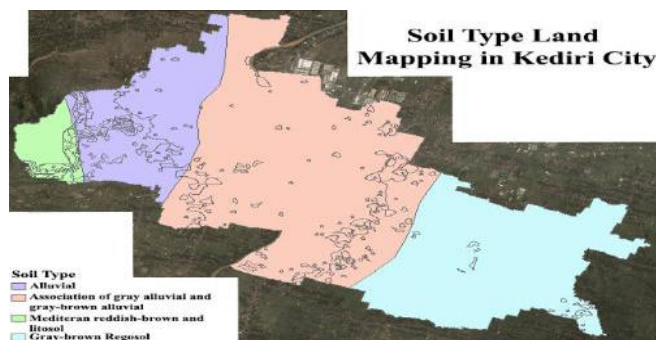 Soil Type Land
Mapping in Kediri City
Soil Type
Alluvial
Association of gray alluvial and
gray-brown alluvial
Mediteran reddish-brown and
litosol
Gray-brown Regosol